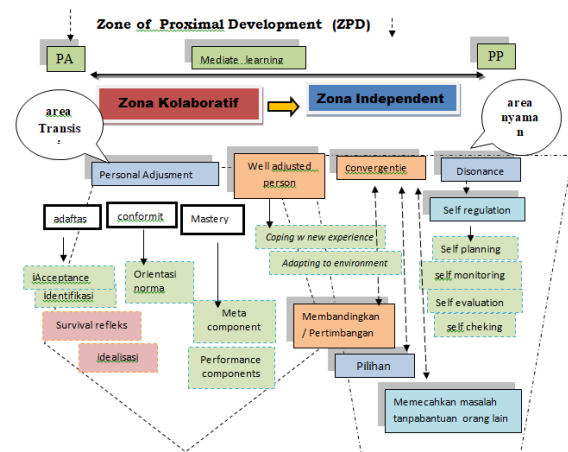 Zone of Proximal Development (ZPD)
PA
Mediate learning
PP
Zona Kolaboratif
Zona Independent
area
Transis
area
nyama
n
Personal Adjusment
Well adjusted
person
Convergentie
Disonance
adaftas
conformit
Mastery
Self regulation
Coping w new experience
Adapting to environment
iAcceptance
Identifikasi
Survival refleks
idealisasi
Orientasi
norma
Meta
component
Performance
components
Membandingkan
/ Pertimbangan
Pilihan
Self planning
self monitoring
Self evaluation
self cheking
Memecahkan masalah
tanpabantuan orang lain